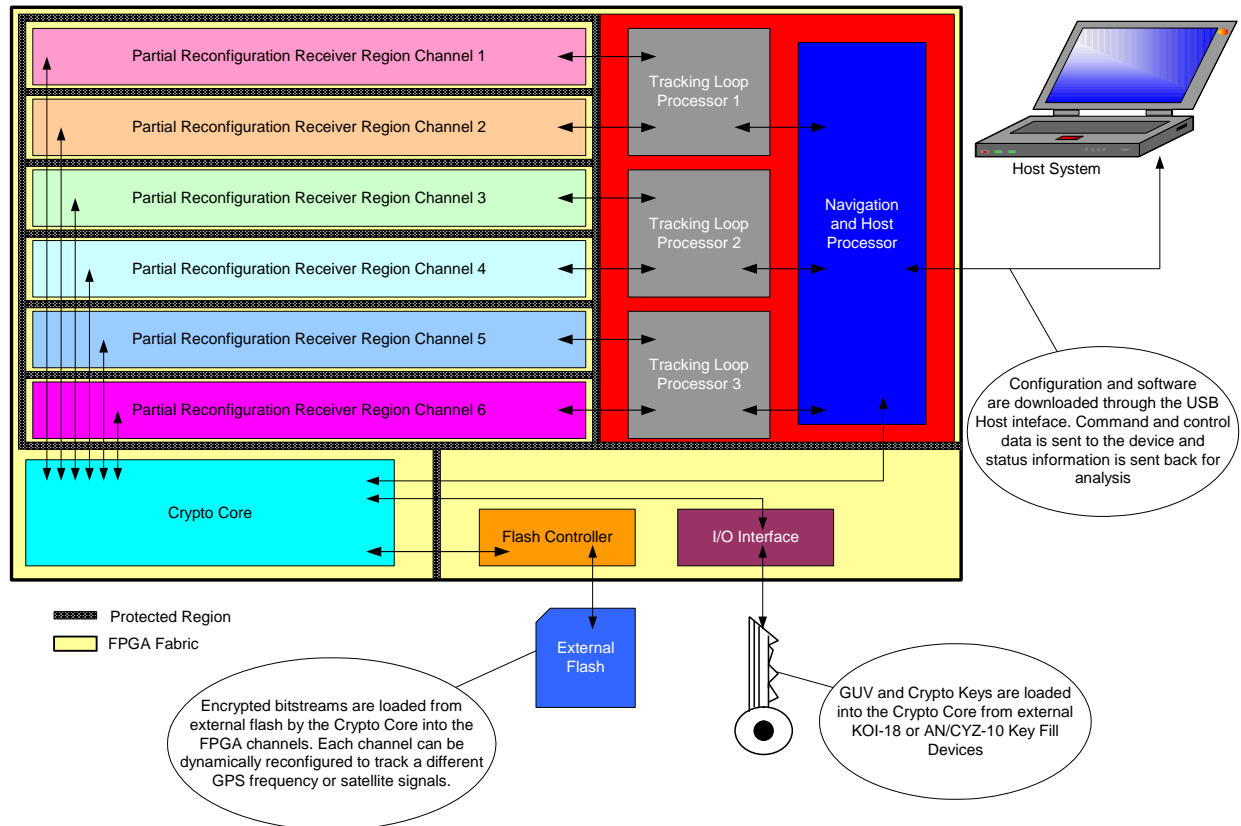 Partial Reconfiguration Receiver Region Channel 1
Partial Reconfiguration Receiver Region Channel 2
Partial Reconfiguration Receiver Region Channel 3
Partial Reconfiguration Receiver Region Channel 4
Partial Reconfiguration Receiver Region Channel 5
Partial Reconfiguration Receiver Region Channel 6
Tracking Loop
Processor 1
Tracking Loop
Processor 2
Tracking Loop
Processor 3
Navigation
and Host
Processor
Host System
Configuration and software
are downloaded through the USB
Host inteface. Command and control
data is sent to the device and
status information is sent back for
analysis
Crypto Core
Flash Controller
I/O Interface
Protected Region
FPGA Fabric
External
Flash
Encrypted bitstreams are loaded from
external flash by the Crypto Core into the
FPGA channels. Each channel can be
dynamically reconfigured to track a different
GPS frequency or satellite signals.
GUV and Crypto Keys are loaded
into the Crypto Core from external
KOI-18 or AN/CYZ-10 Key Fill
Devices